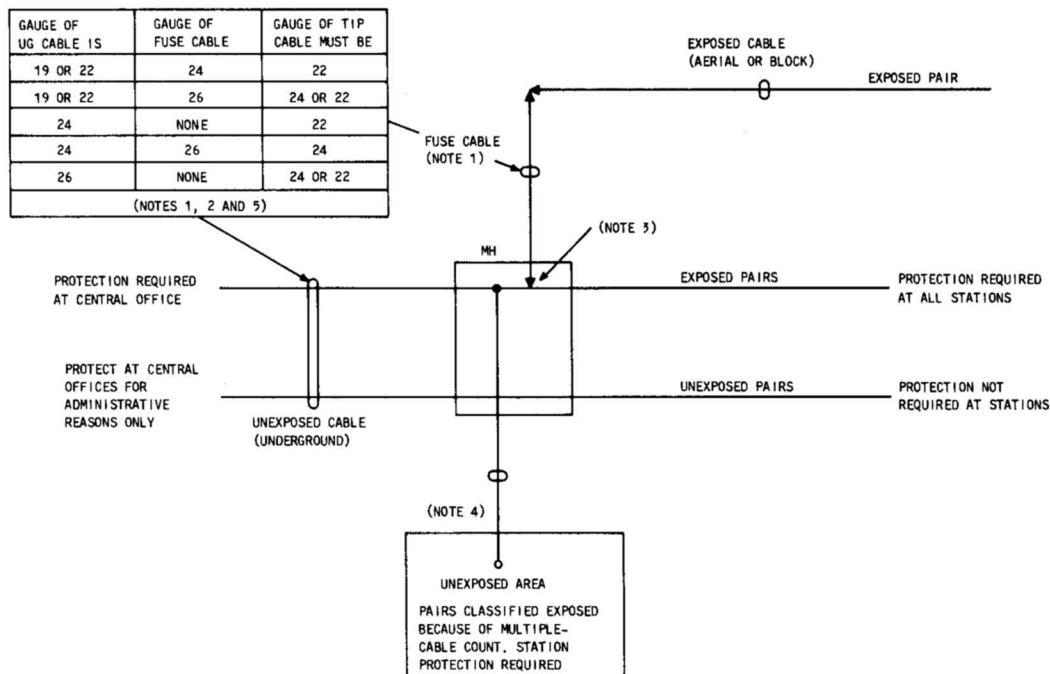 GAUGE OF UG CABLE IS | GAUGE OF FUSE CABLE | GAUGE OF TIP CABLE MUST BE
19 OR 22 | 24 | 22
19 OR 22 | 26 | 24 OR 22
24 | NONE | 22
24 | 26 | 24
26 | NONE | 24 OR 22
(NOTES 1, 2 AND 5)
EXPOSED CABLE
(AERIAL OR BLOCK)
EXPOSED PAIR
FUSE CABLE
(NOTE 1)
(NOTE 3)
MH
PROTECTION REQUIRED
AT CENTRAL OFFICE
EXPOSED PAIRS
PROTECTION REQUIRED
AT ALL STATIONS
PROTECT AT CENTRAL
OFFICES FOR
ADMINISTRATIVE
REASONS ONLY
UNEXPOSED CABLE
(UNDERGROUND)
UNEXPOSED PAIRS
PROTECTION NOT
REQUIRED AT STATIONS
(NOTE 4)
UNEXPOSED AREA
PAIRS CLASSIFIED EXPOSED
BECAUSE OF MULTIPLE-
CABLE COUNT. STATION
PROTECTION REQUIRED